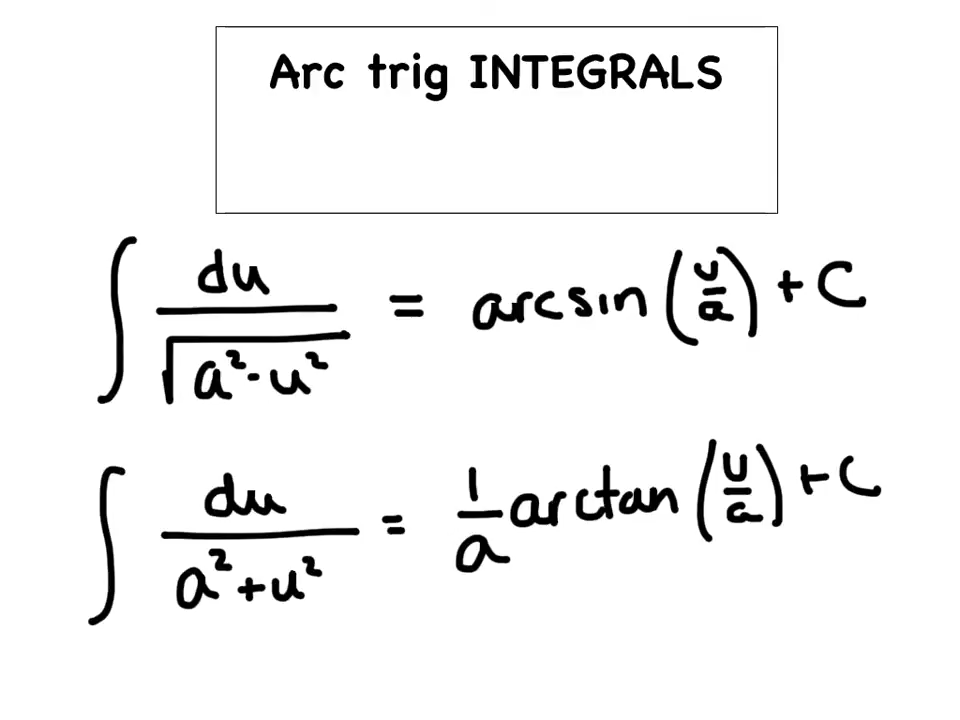 Arc trig INTEGRALS
∫ du / √(a² - u²) = arcsin (u/a) + C
∫ du / (a² + u²) = 1/a arctan (u/a) + C